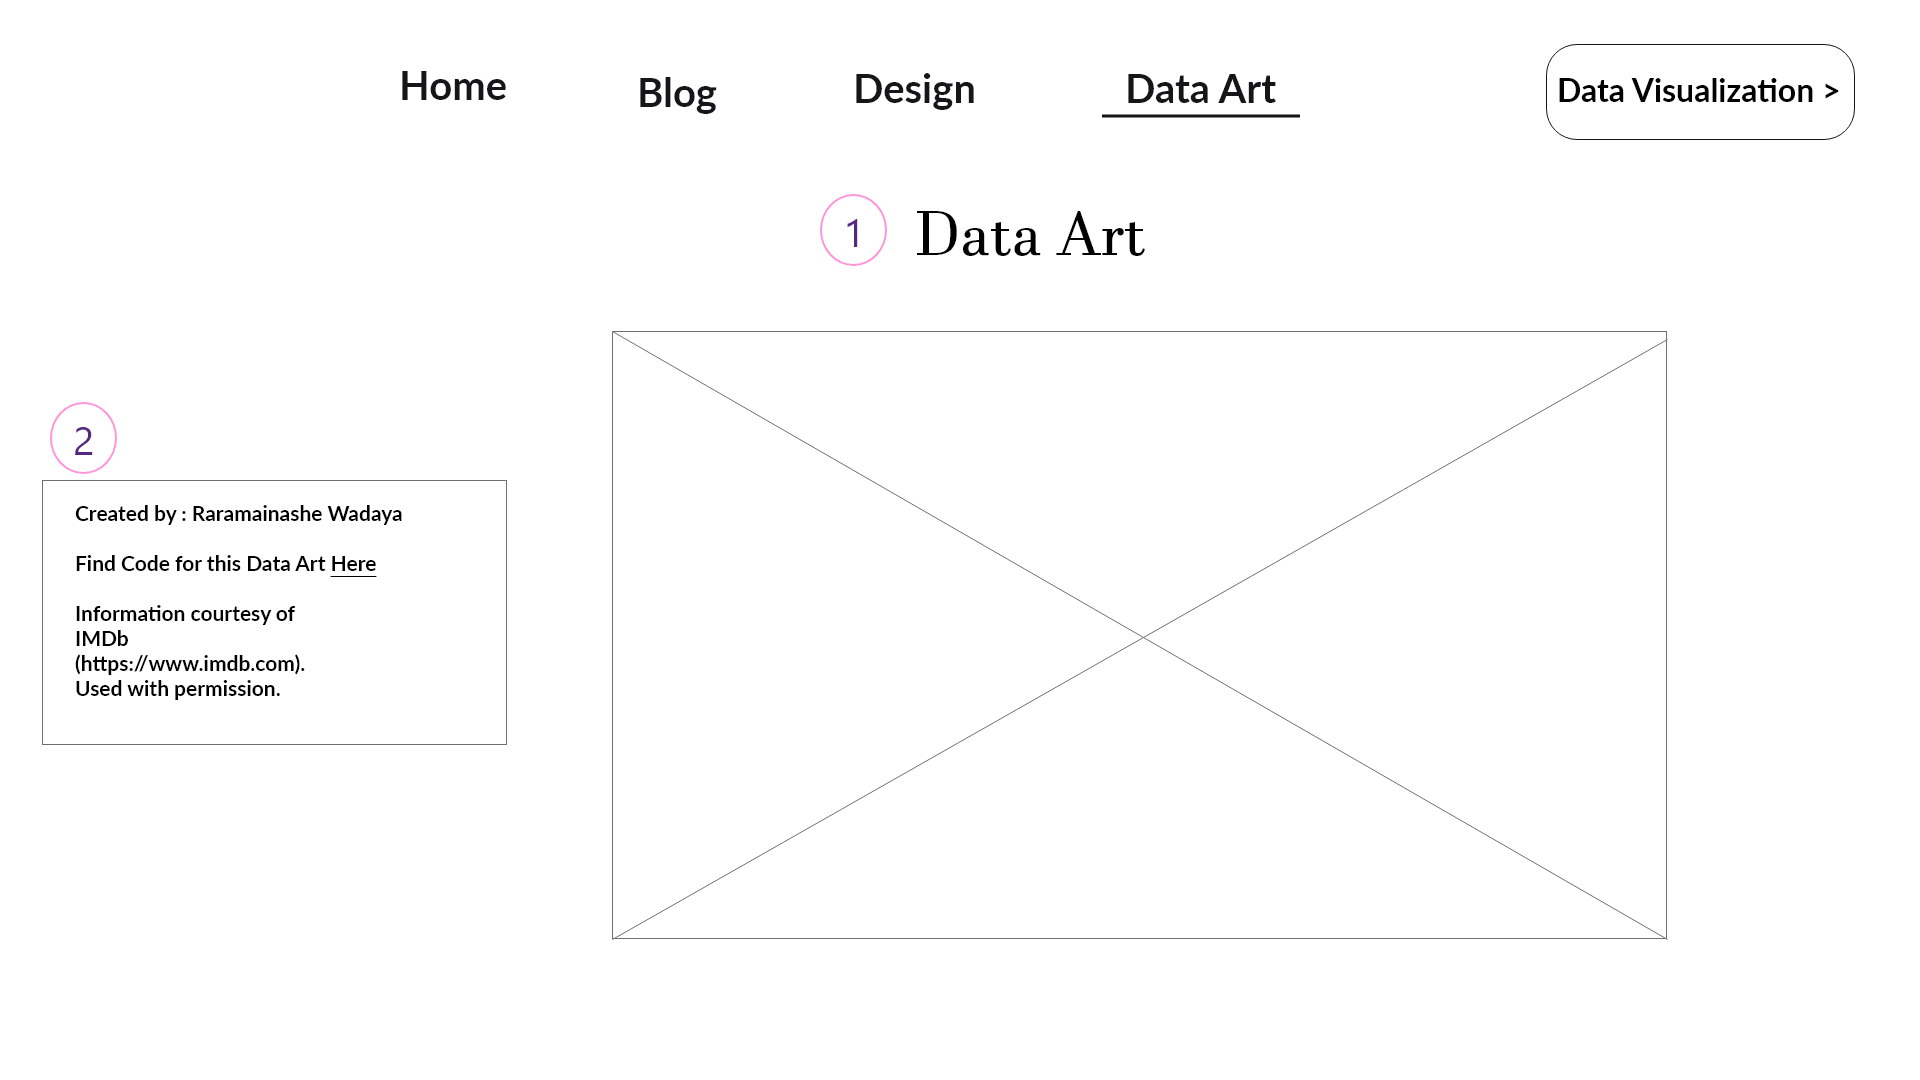 Home
Blog
Design
Data Art
Data Visualization >
1
Data Art
2
Created by : Raramainashe Wadaya
Find Code for this Data Art Here
Information courtesy of
IMDb
(https://www.imdb.com).
Used with permission.